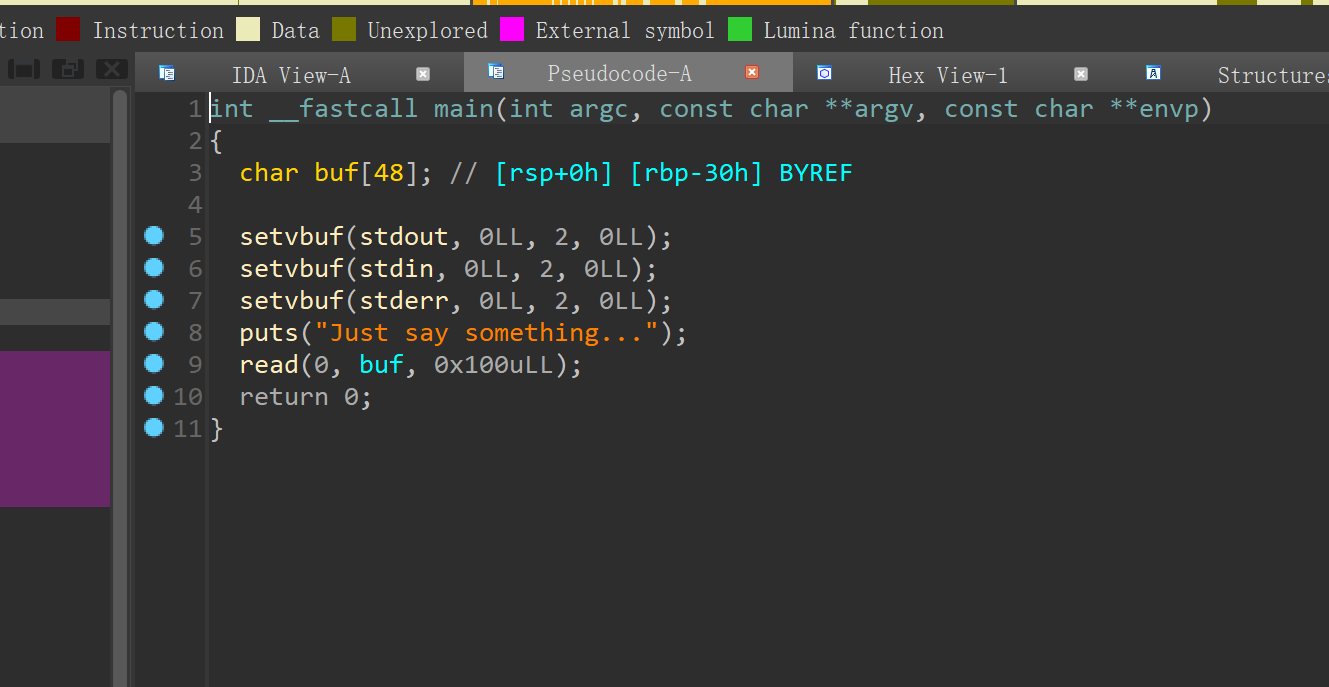 tion Instruction Data Unexplored External symbol Lumina function
IDA View-A Pseudocode-A Hex View-1 Structures
1 int __fastcall main(int argc, const char **argv, const char **envp)
2 {
3   char buf[48]; // [rsp+0h] [rbp-30h] BYREF
4
5   setvbuf(stdout, 0LL, 2, 0LL);
6   setvbuf(stdin, 0LL, 2, 0LL);
7   setvbuf(stderr, 0LL, 2, 0LL);
8   puts("Just say something...");
9   read(0, buf, 0x100uLL);
10   return 0;
11 }